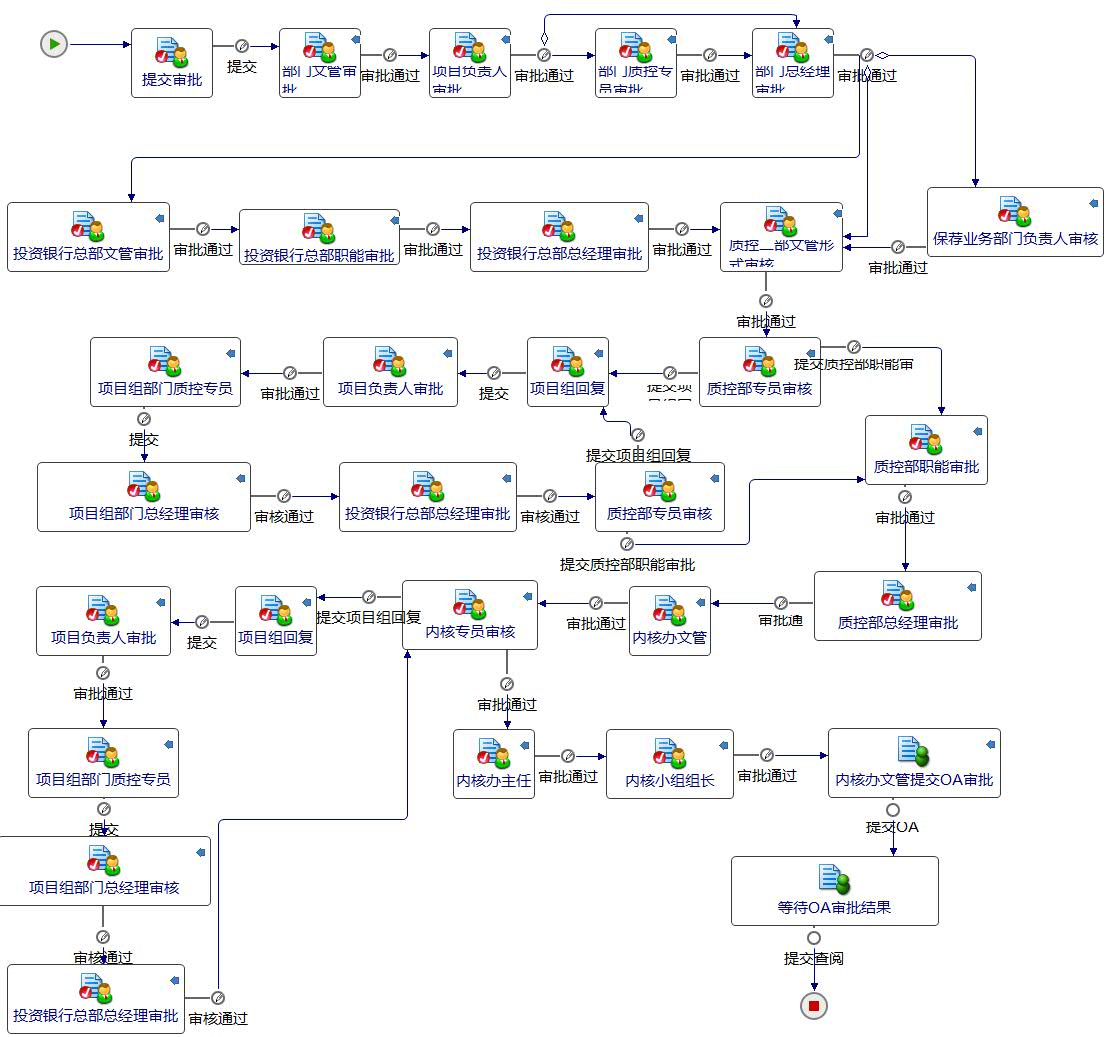 提交审批
提交
部门文管审
批
审批通过
项目负责人
审批
审批通过
部门质控专
员审批
审批通过
部门总经理
审批
审批通过
投资银行总部文管审批
审批通过
投资银行总部职能审批
审批通过
投资银行总部总经理审批
审批通过
质控二部文管形
式审核
审批通过
保荐业务部门负责人审核
审批通过
项目组部门质控专员
审批通过
项目负责人审批
提交
项目组回复
提交项
质控部专员审核
提交质控部职能审
提交
提交项目组回复
质控部职能审批
项目组部门总经理审核
审核通过
投资银行总部总经理审批
审核通过
质控部专员审核
审批通过
提交质控部职能审批
项目负责人审批
提交
项目组回复
提交项目组回复
内核专员审核
审批通过
内核办文管
审批通
质控部总经理审批
审批通过
审批通过
项目组部门质控专员
内核办主任
审批通过
内核小组组长
审批通过
内核办文管提交OA审批
提交
提交OA
项目组部门总经理审核
等待OA审批结果
审核通过
提交查阅
投资银行总部总经理审批
审核通过